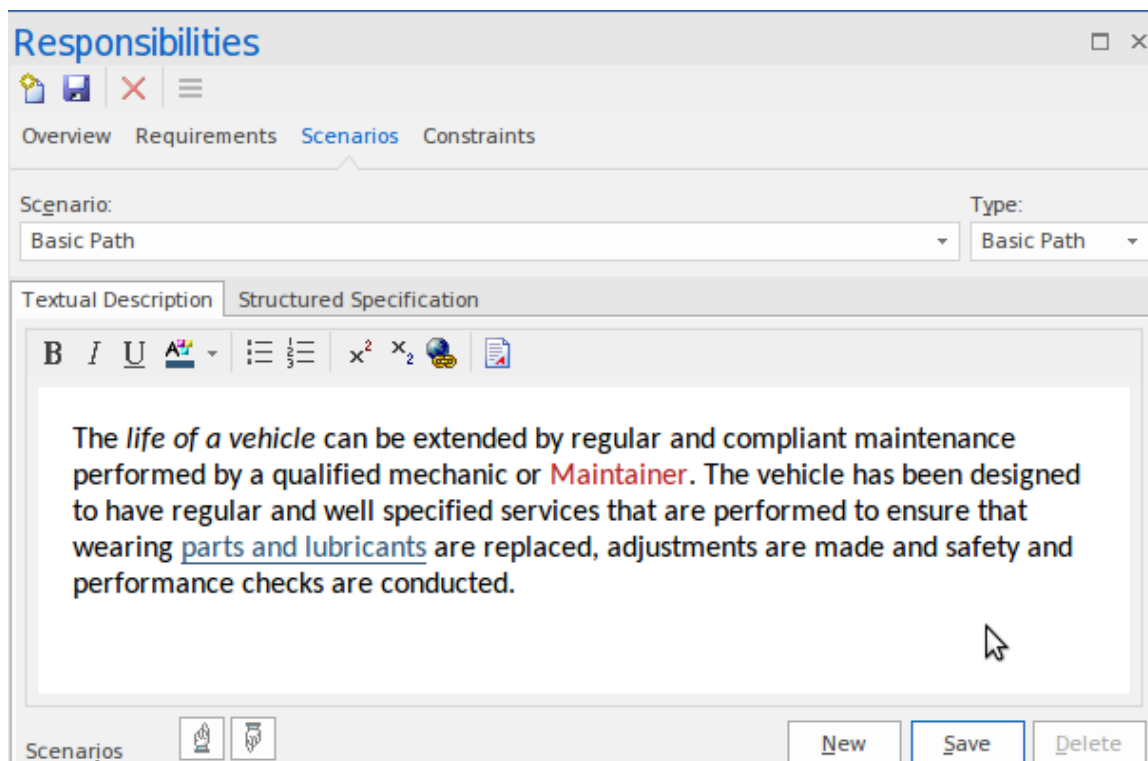 Responsibilities
Overview Requirements Scenarios Constraints
Scenario: Type:
Basic Path Basic Path
Textual Description Structured Specification
B I U A x² x₂
The life of a vehicle can be extended by regular and compliant maintenance
performed by a qualified mechanic or Maintainer. The vehicle has been designed
to have regular and well specified services that are performed to ensure that
wearing parts and lubricants are replaced, adjustments are made and safety and
performance checks are conducted.
Scenarios New Save Delete